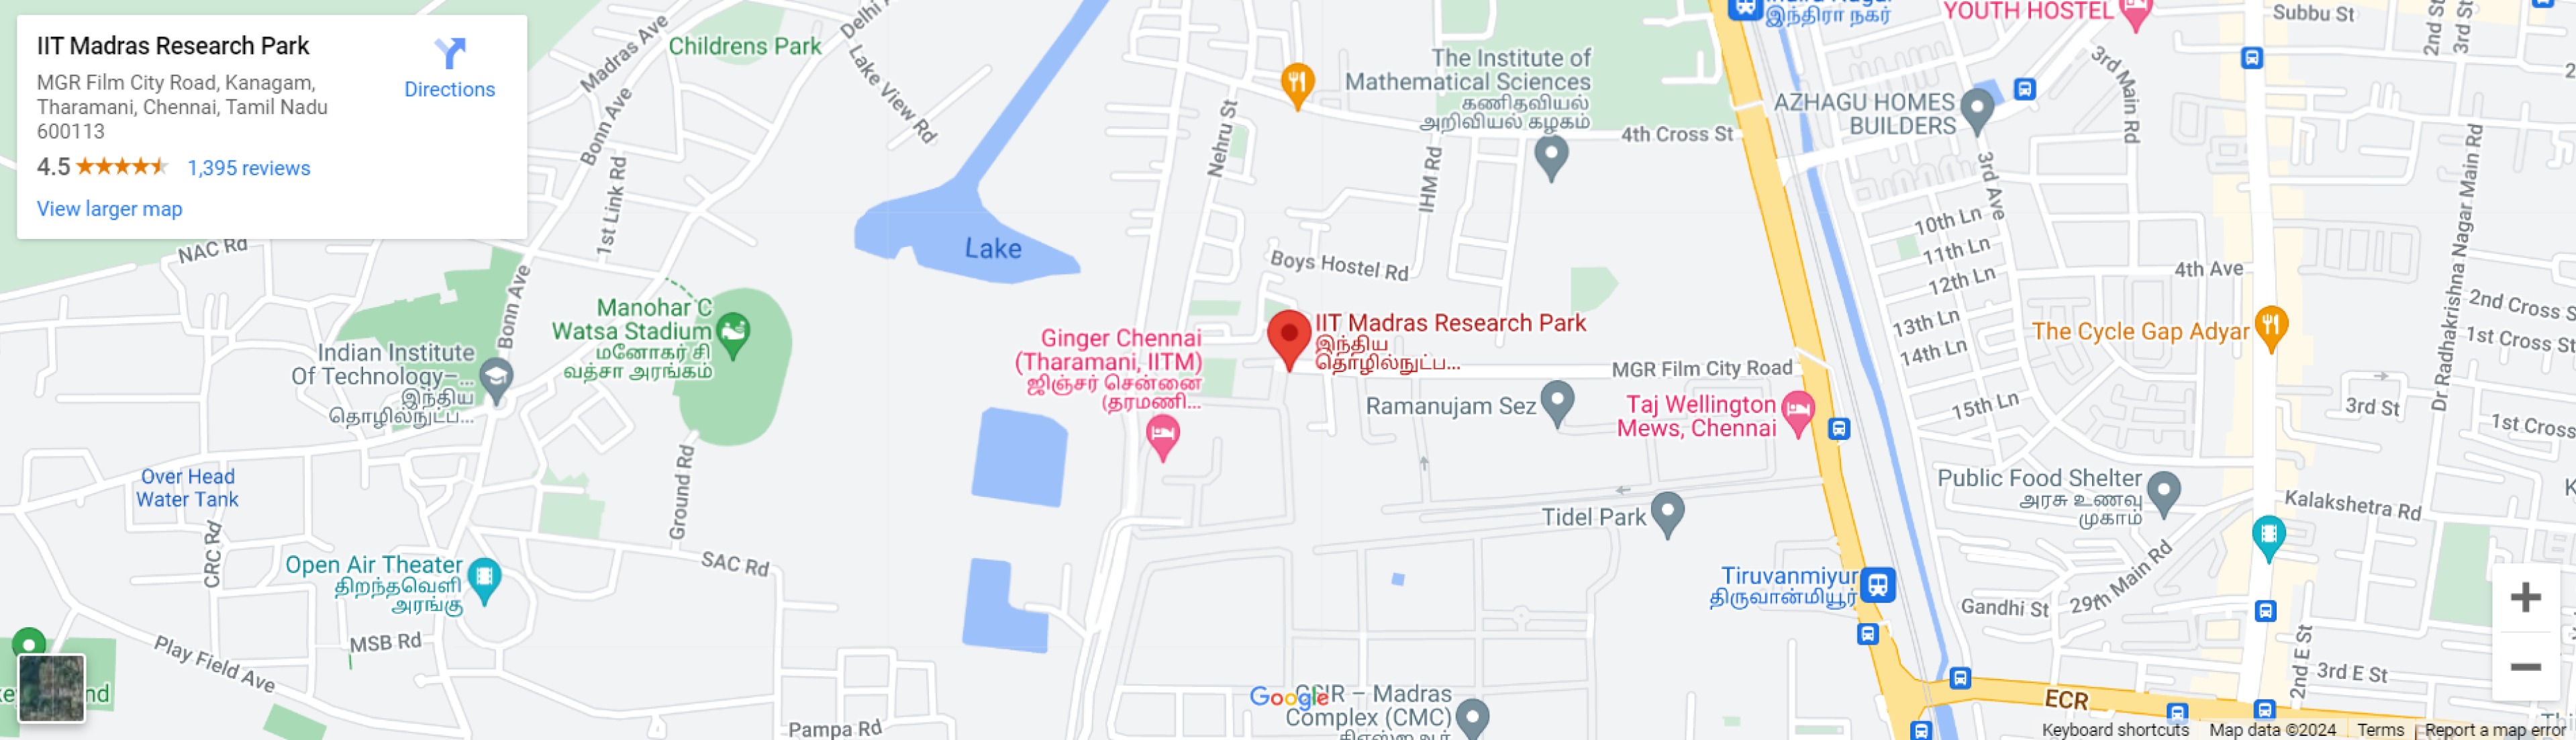 IIT Madras Research Park
MGR Film City Road, Kanagam,
Tharamani, Chennai, Tamil Nadu
600113
Directions
4.5
1,395 reviews
View larger map
Madras Ave
Childrens Park
Delhi
Lake View Rd
Bonn Ave
1st Link Rd
NAC Rd
Bonn Ave
Lake
Nehru St
The Institute of
Mathematical Sciences
கணிதவியல்
அறிவியல் கழகம்
IHM Rd
4th Cross St
Boys Hostel Rd
இந்திரா நகர்
YOUTH HOSTEL
Subbu St
2nd St
3rd St
3rd Main Rd
AZHAGU HOMES
BUILDERS
3rd Ave
10th Ln
11th Ln
12th Ln
13th Ln
14th Ln
15th Ln
4th Ave
Dr Radhakrishna Nagar Main Rd
2nd Cross S
1st Cross St
The Cycle Gap Adyar
3rd St
1st Cross
Manohar C
Watsa Stadium
மனோகர் சி
வத்சா அரங்கம்
Indian Institute
Of Technology–...
இந்திய
தொழில்நுட்ப...
Ginger Chennai
(Tharamani, IITM)
ஜிஞ்சர் சென்னை
(தரமணி...
IIT Madras Research Park
இந்திய
தொழில்நுட்ப...
MGR Film City Road
Ramanujam Sez
Taj Wellington
Mews, Chennai
Over Head
Water Tank
Ground Rd
CRC Rd
SAC Rd
Open Air Theater
திறந்தவெளி
அரங்கு
MSB Rd
Play Field Ave
nd
Pampa Rd
Tidel Park
Tiruvanmiyur
திருவான்மியூர்
Public Food Shelter
அரசு உணவு
முகாம்
Kalakshetra Rd
Gandhi St
29th Main Rd
2nd E St
3rd E St
ECR
Google
CSIR – Madras
Complex (CMC)
Keyboard shortcuts
Map data ©2024
Terms
Report a map error